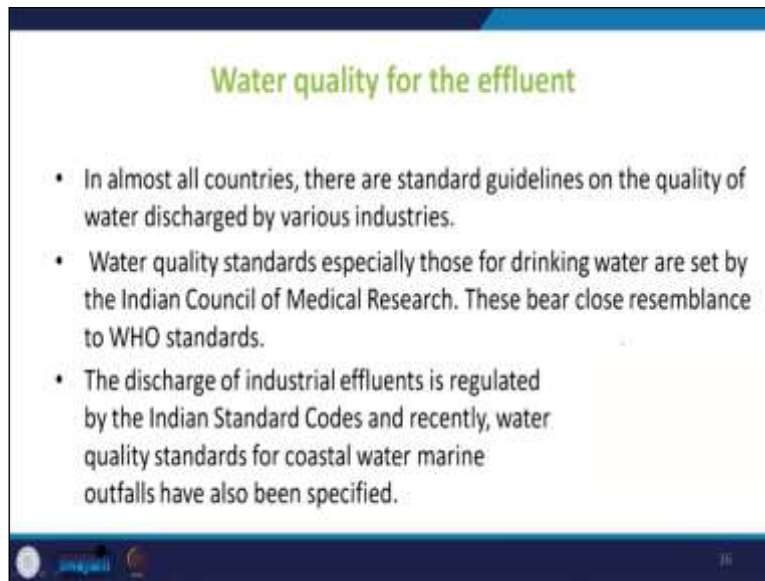 Water quality for the effluent
• In almost all countries, there are standard guidelines on the quality of
water discharged by various industries.
• Water quality standards especially those for drinking water are set by
the Indian Council of Medical Research. These bear close resemblance
to WHO standards.
• The discharge of industrial effluents is regulated
by the Indian Standard Codes and recently, water
quality standards for coastal water marine
outfalls have also been specified.